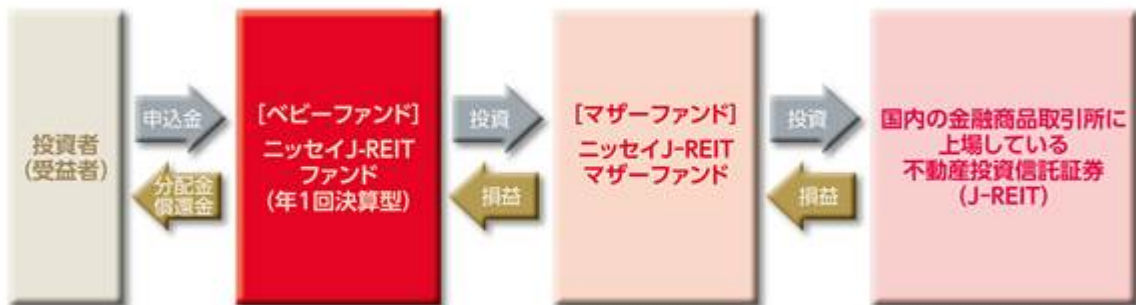 投資者
(受益者)
申込金
分配金
償還金
[ベビーファンド]
ニッセイJ-REIT
ファンド
(年1回決算型)
投資
損益
[マザーファンド]
ニッセイJ-REIT
マザーファンド
投資
損益
国内の金融商品取引所に
上場している
不動産投資信託証券
(J-REIT)